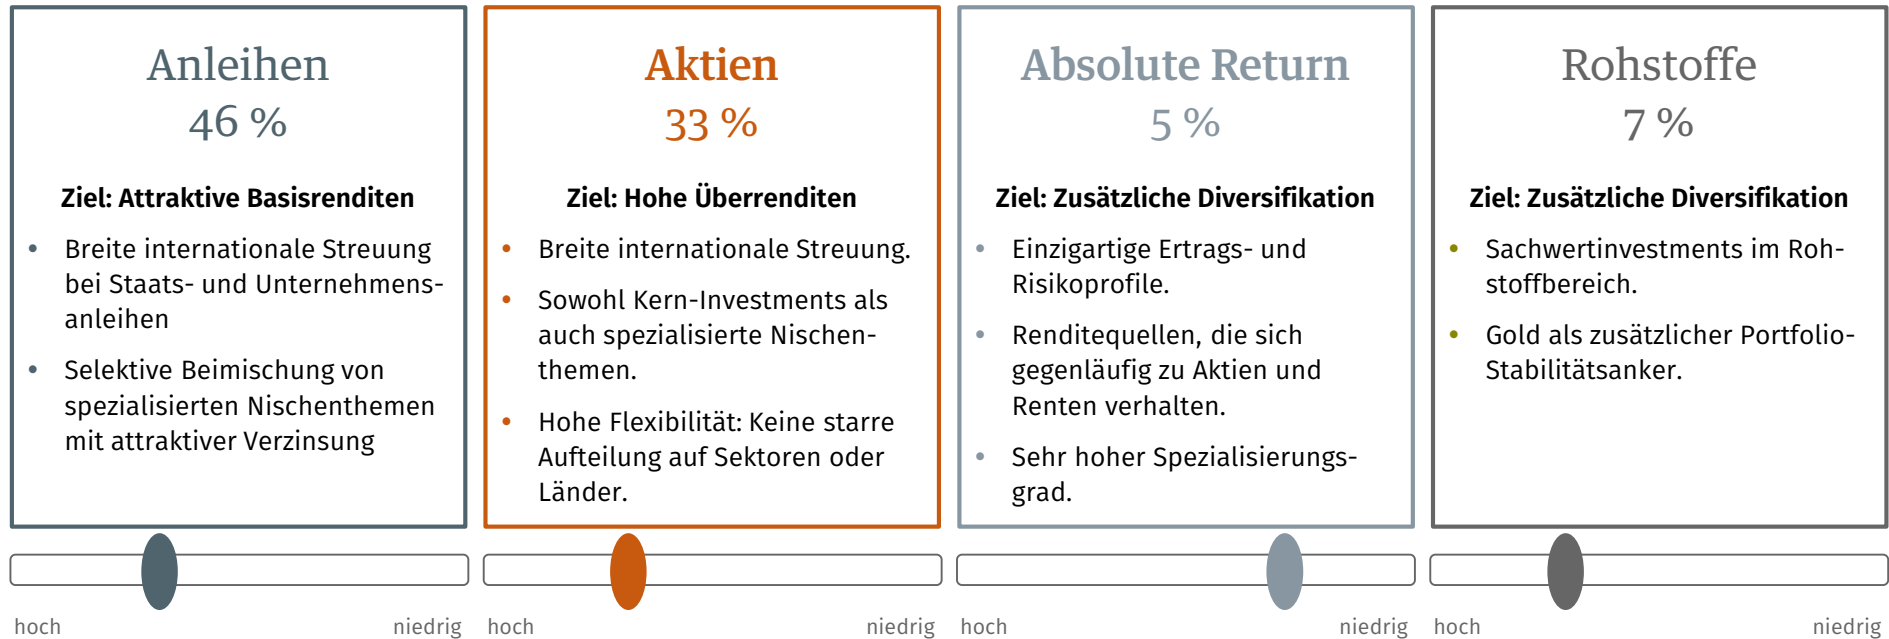 Anleihen
46 %
Ziel: Attraktive Basisrenditen
• Breite internationale Streuung
bei Staats- und Unternehmens-
anleihen
• Selektive Beimischung von
spezialisierten Nischenthemen
mit attraktiver Verzinsung
hoch niedrig
Aktien
33 %
Ziel: Hohe Überrenditen
• Breite internationale Streuung.
• Sowohl Kern-Investments als
auch spezialisierte Nischen-
themen.
• Hohe Flexibilität: Keine starre
Aufteilung auf Sektoren oder
Länder.
hoch niedrig
Absolute Return
5 %
Ziel: Zusätzliche Diversifikation
• Einzigartige Ertrags- und
Risikoprofile.
• Renditequellen, die sich
gegenläufig zu Aktien und
Renten verhalten.
• Sehr hoher Spezialisierungs-
grad.
hoch niedrig
Rohstoffe
7 %
Ziel: Zusätzliche Diversifikation
• Sachwertinvestments im Roh-
stoffbereich.
• Gold als zusätzlicher Portfolio-
Stabilitätsanker.
hoch niedrig